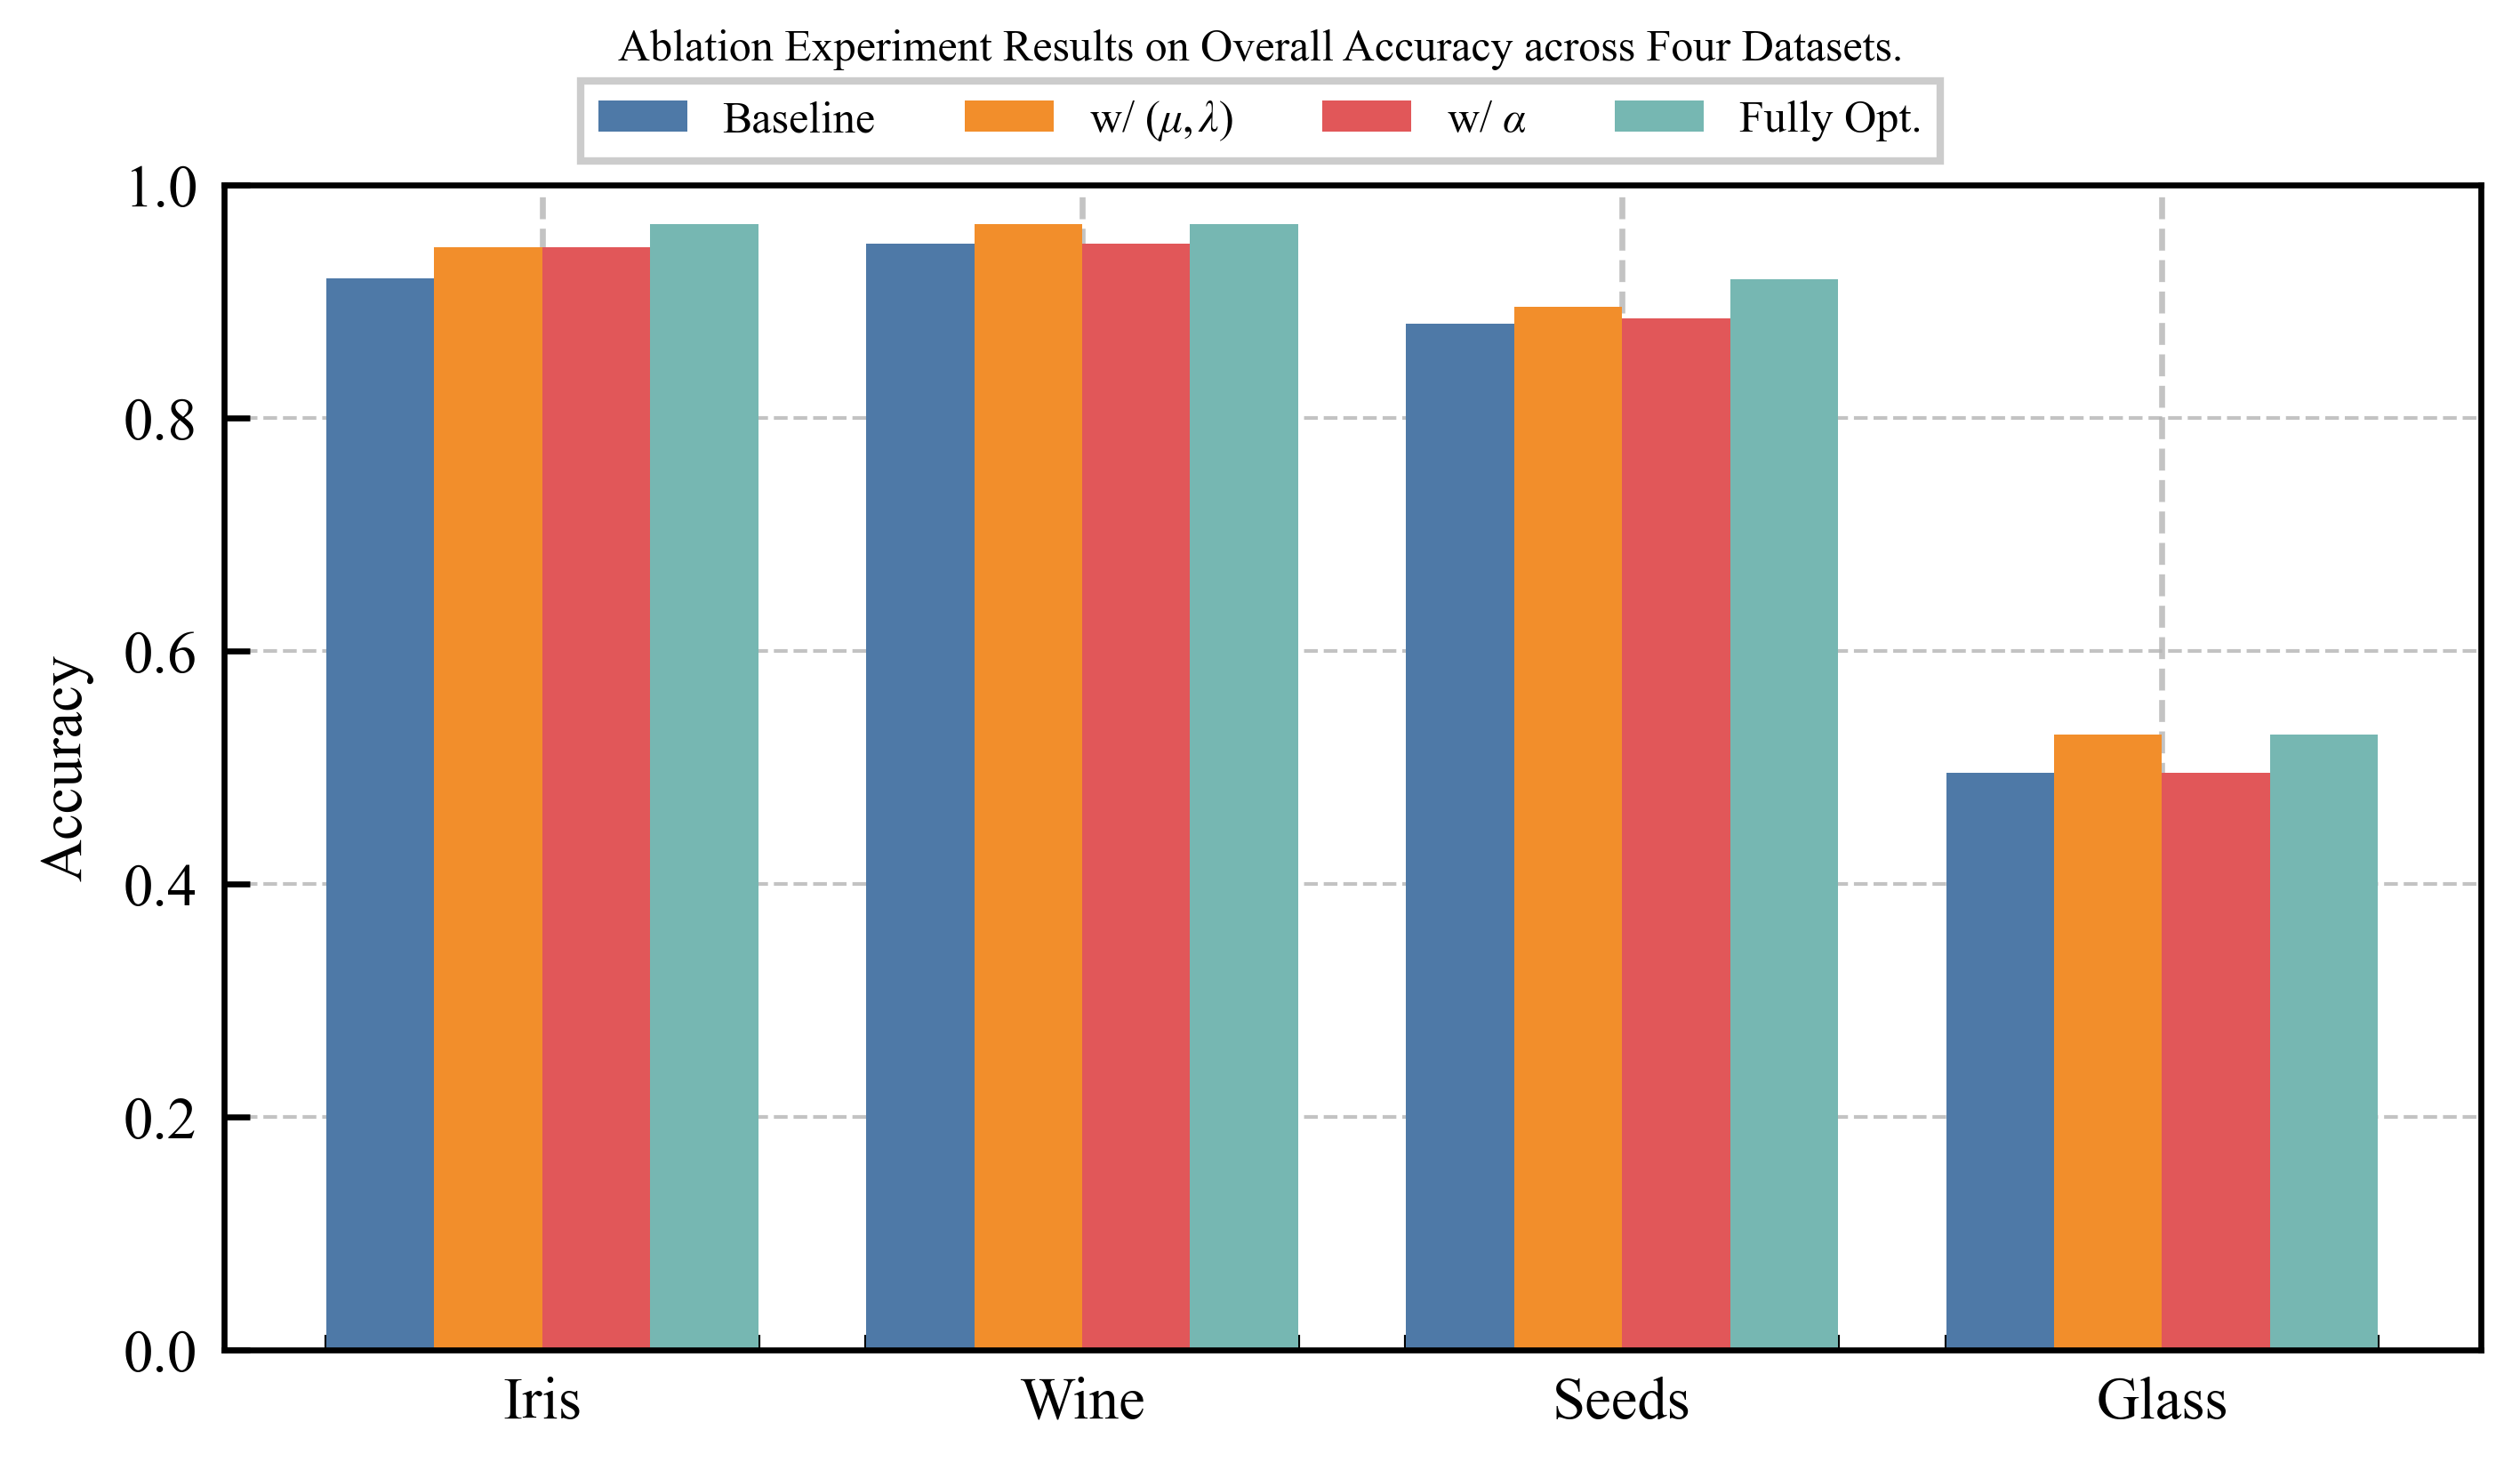 Ablation Experiment Results on Overall Accuracy across Four Datasets.
Baseline w/ (μ, λ) w/ α Fully Opt.
1.0
0.8
0.6
0.4
0.2
0.0
Accuracy
Iris Wine Seeds Glass